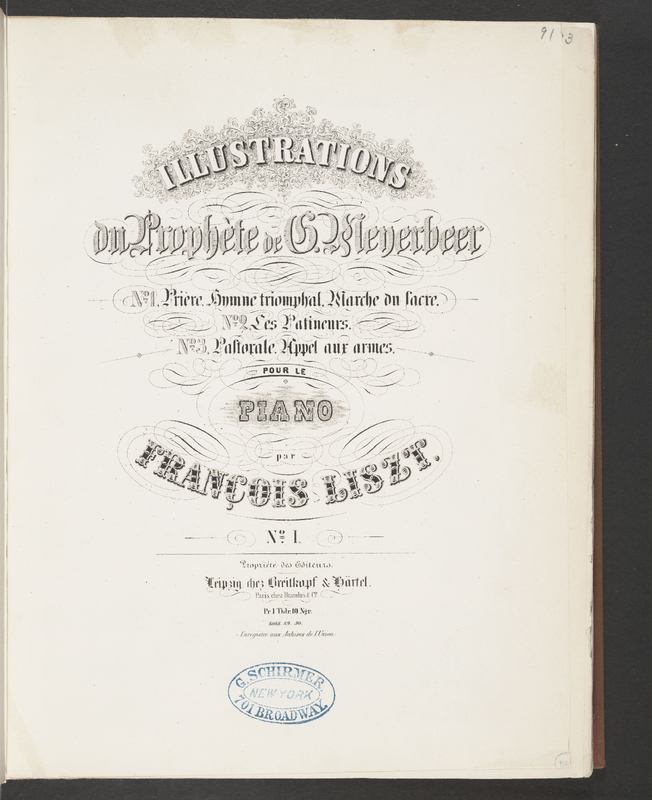 91 3
ILLUSTRATIONS
du Prophète de G. Meyerbeer
No. 1. Prière, Hymne triomphal, Marche du sacre.
No. 2. Les Patineurs.
No. 3. Pastorale, Appel aux armes.
POUR LE
PIANO
par
FRANÇOIS LISZT.
No. 1.
Propriété des Editeurs.
Leipzig, chez Breitkopf & Härtel.
Paris, chez Brandus & Co.
Pr. 1 Thlr. 10 Ngr.
Enregistré aux Archives de l'Union.
G. SCHIRMER,
NEW YORK
701 BROADWAY.